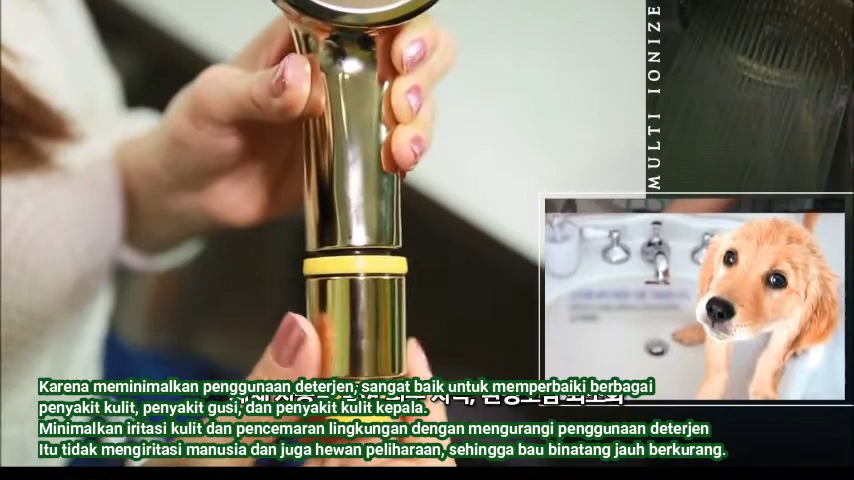 MULTI IONIZE
Karena meminimalkan penggunaan deterjen, sangat baik untuk memperbaiki berbagai
penyakit kulit, penyakit gusi, dan penyakit kulit kepala.
Minimalkan iritasi kulit dan pencemaran lingkungan dengan mengurangi penggunaan deterjen
Itu tidak mengiritasi manusia dan juga hewan peliharaan, sehingga bau binatang jauh berkurang.